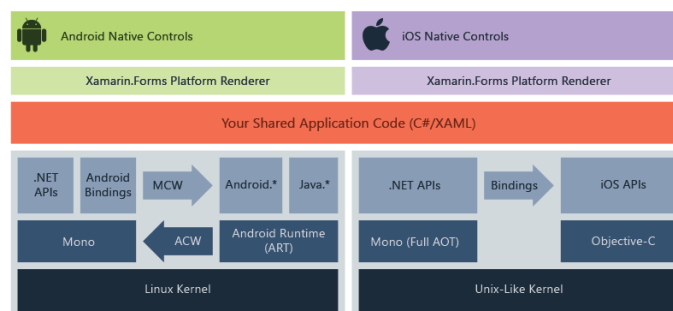 Android Native Controls
iOS Native Controls
Xamarin.Forms Platform Renderer
Xamarin.Forms Platform Renderer
Your Shared Application Code (C#/XAML)
.NET
APIs
Android
Bindings
MCW
Android.*
Java.*
.NET APIs
Bindings
iOS APIs
Mono
ACW
Android Runtime
(ART)
Mono (Full AOT)
Objective-C
Linux Kernel
Unix-Like Kernel